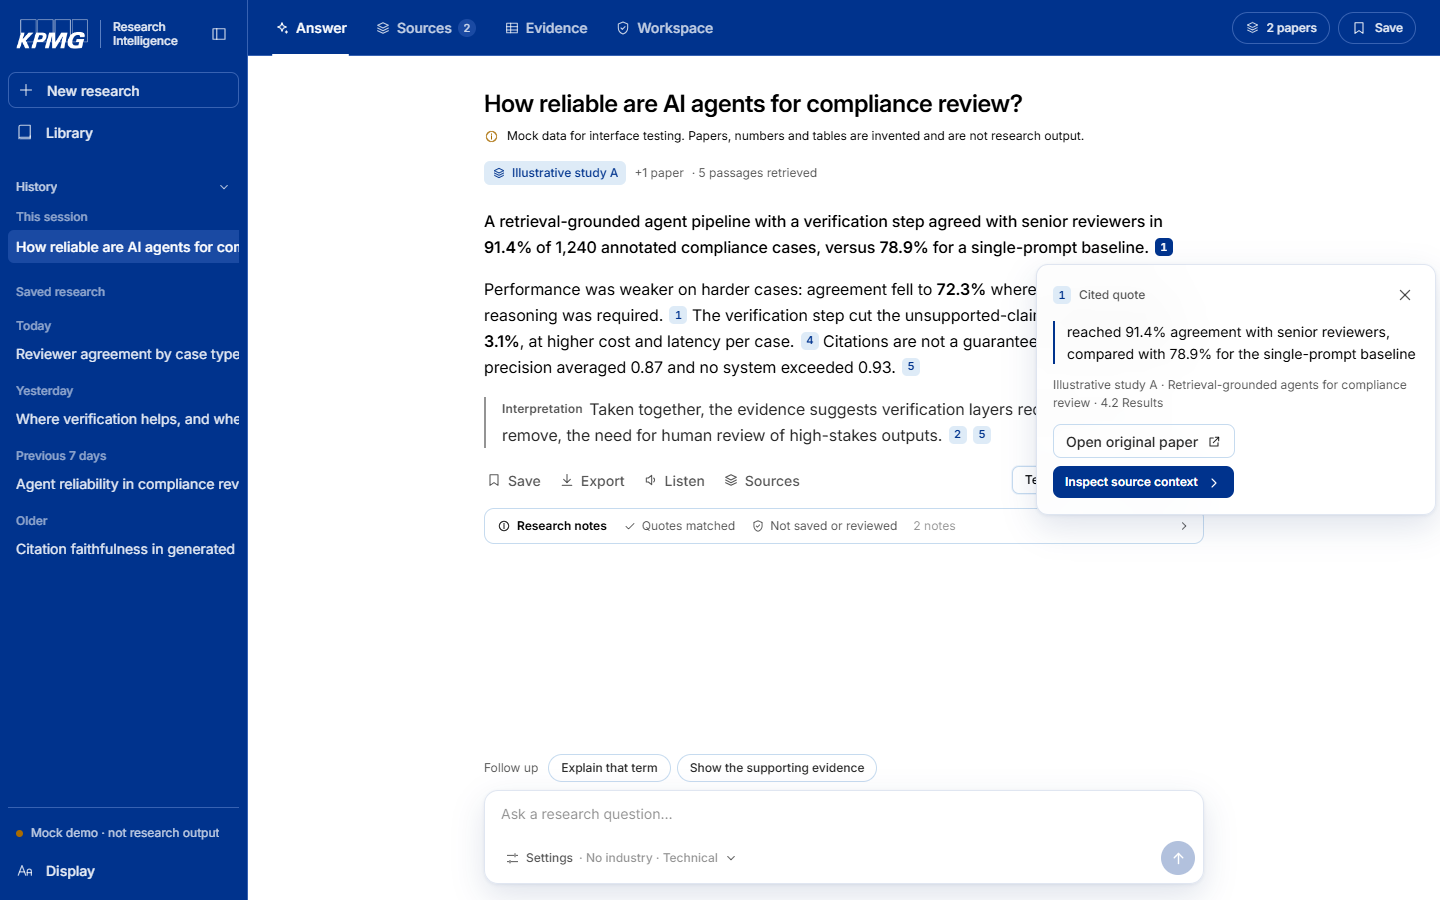 KPMG
Research
Intelligence
New research
Library
History
This session
How reliable are AI agents for com
Saved research
Today
Reviewer agreement by case type
Yesterday
Where verification helps, and whe
Previous 7 days
Agent reliability in compliance rev
Older
Citation faithfulness in generated
Mock demo · not research output
Display
Answer
Sources 2
Evidence
Workspace
2 papers
Save
How reliable are AI agents for compliance review?
Mock data for interface testing. Papers, numbers and tables are invented and are not research output.
Illustrative study A +1 paper · 5 passages retrieved
A retrieval-grounded agent pipeline with a verification step agreed with senior reviewers in
91.4% of 1,240 annotated compliance cases, versus 78.9% for a single-prompt baseline. 1
Performance was weaker on harder cases: agreement fell to 72.3% where
reasoning was required. 1 The verification step cut the unsupported-clai
3.1%, at higher cost and latency per case. 4 Citations are not a guarantee
precision averaged 0.87 and no system exceeded 0.93. 5
Interpretation Taken together, the evidence suggests verification layers re
remove, the need for human review of high-stakes outputs. 2 5
Save Export Listen Sources Te
Research notes Quotes matched Not saved or reviewed 2 notes
1 Cited quote
reached 91.4% agreement with senior reviewers,
compared with 78.9% for the single-prompt baseline
Illustrative study A · Retrieval-grounded agents for compliance
review · 4.2 Results
Open original paper
Inspect source context
Follow up Explain that term Show the supporting evidence
Ask a research question...
Settings · No industry · Technical